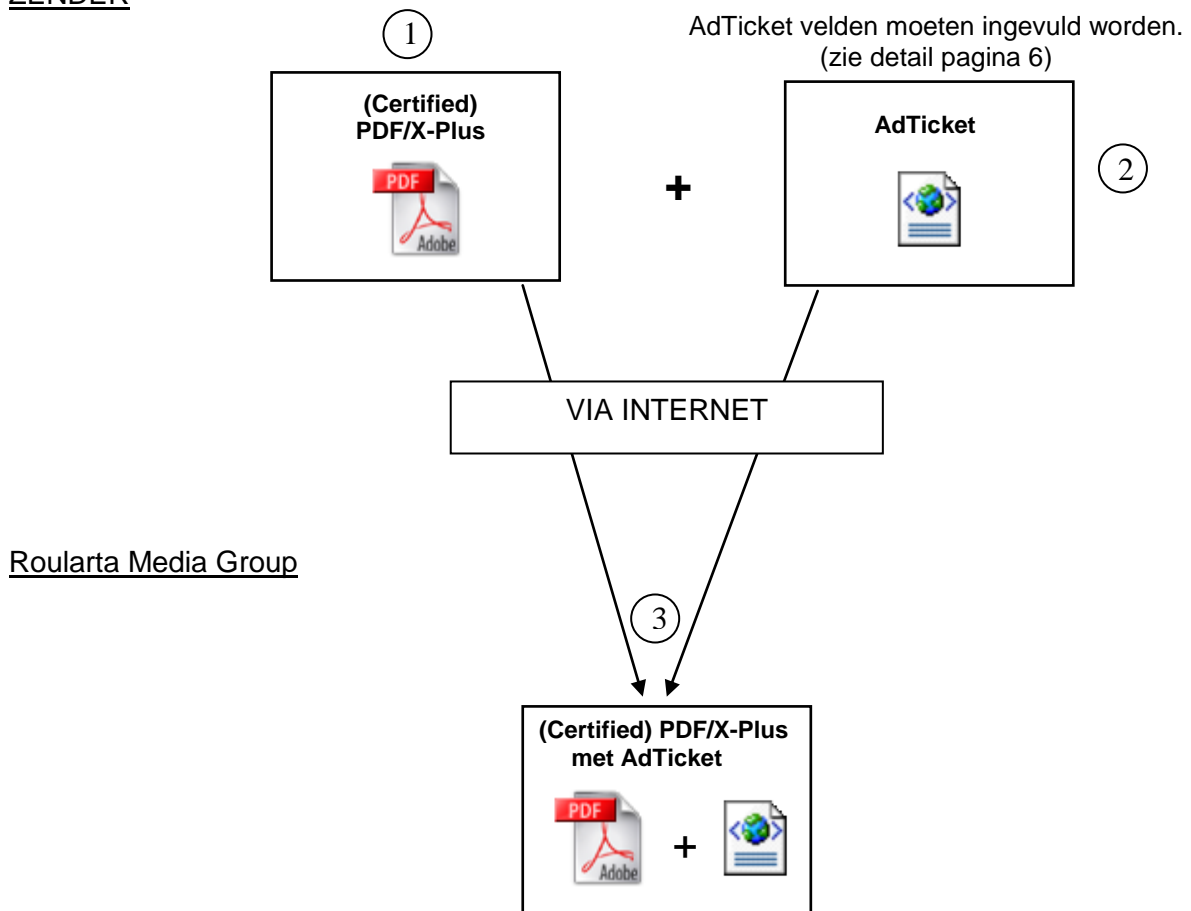 ZENDER
1
AdTicket velden moeten ingevuld worden.
(zie detail pagina 6)
(Certified)
PDF/X-Plus
PDF
Adobe
+
AdTicket
2
VIA INTERNET
Roularta Media Group
3
(Certified) PDF/X-Plus
met AdTicket
PDF
Adobe
+